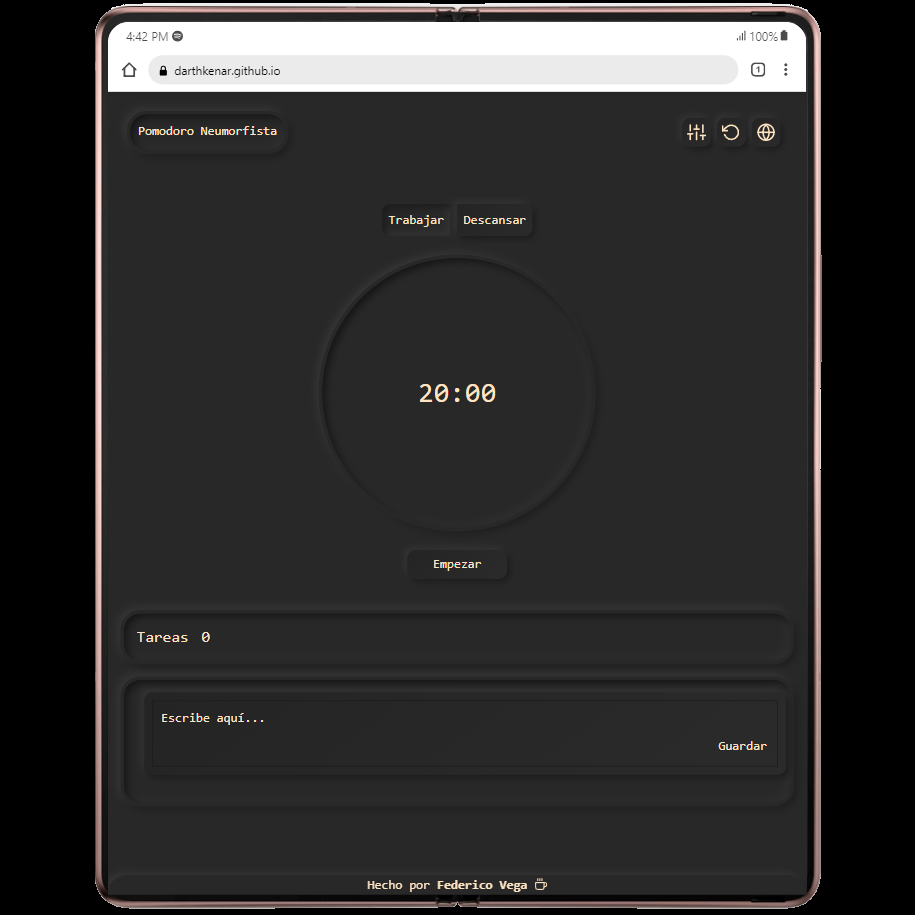 4:42 PM
100%
darthkenar.github.io
1
Pomodoro Neumorfista
Trabajar Descansar
20:00
Empezar
Tareas 0
Escribe aquí...
Guardar
Hecho por Federico Vega